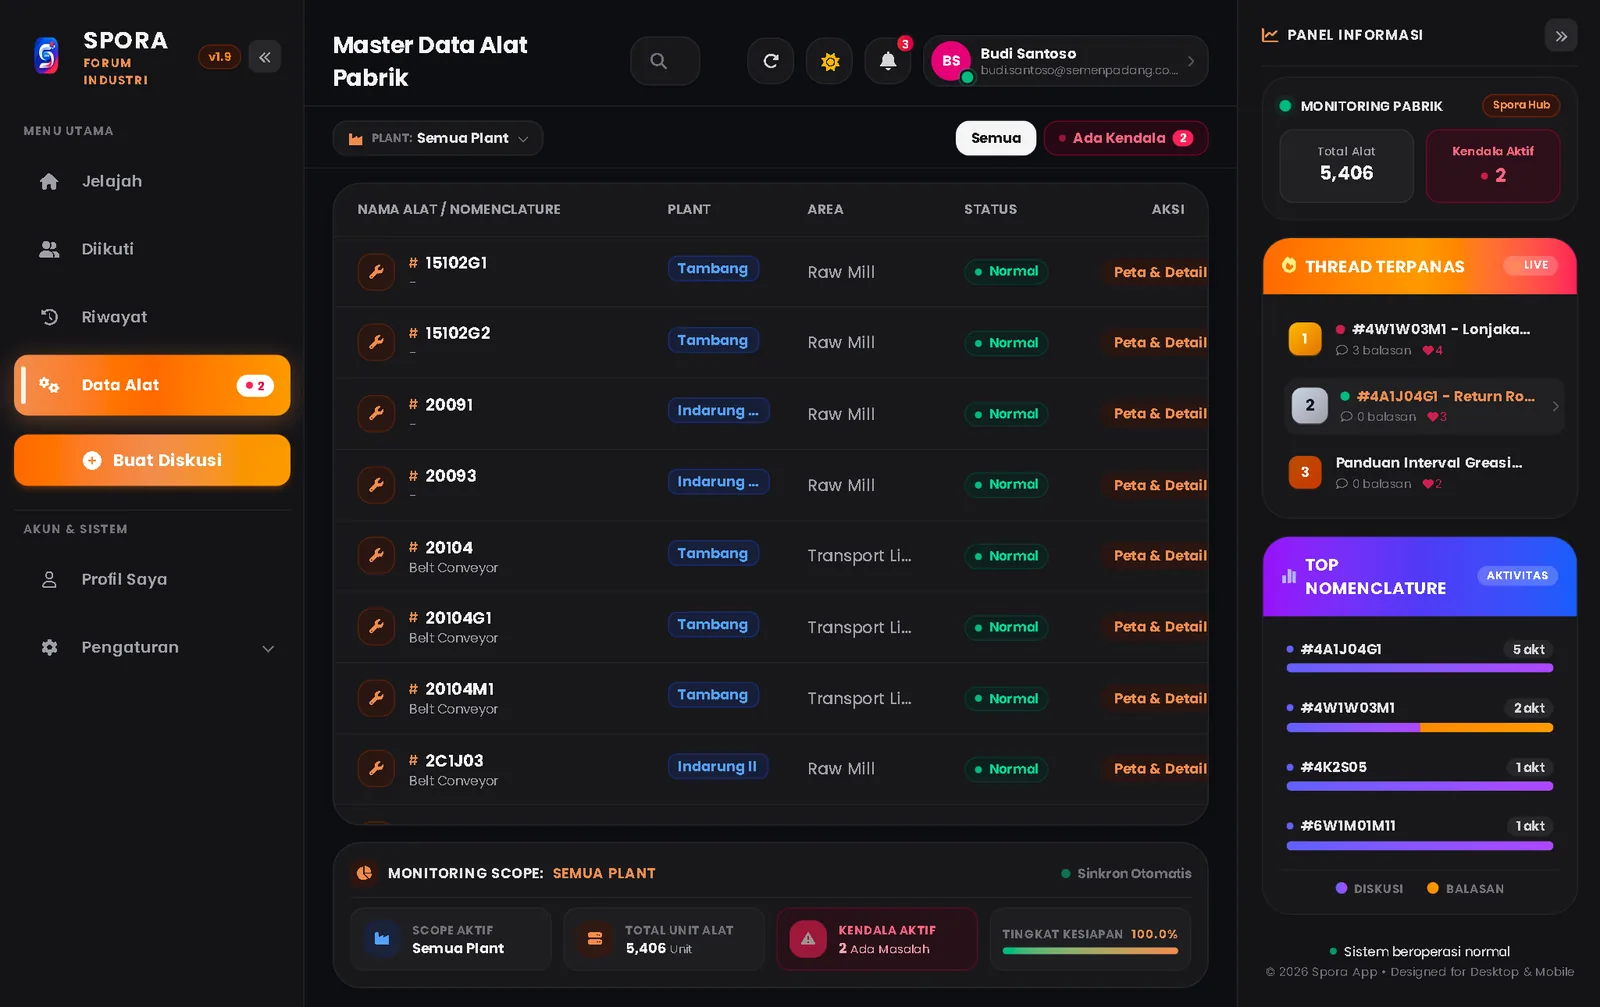 SPORA
FORUM
INDUSTRI
v1.9
MENU UTAMA
Jelajah
Diikuti
Riwayat
Data Alat
2
Buat Diskusi
AKUN & SISTEM
Profil Saya
Pengaturan
Master Data Alat
Pabrik
3
BS
Budi Santoso
budi.santoso@semenpadang.co...
PLANT: Semua Plant
Semua
Ada Kendala 2
NAMA ALAT / NOMENCLATURE PLANT AREA STATUS AKSI
# 15102G1
-
Tambang Raw Mill Normal Peta & Detail
# 15102G2
-
Tambang Raw Mill Normal Peta & Detail
# 20091
-
Indarung ... Raw Mill Normal Peta & Detail
# 20093
-
Indarung ... Raw Mill Normal Peta & Detail
# 20104
Belt Conveyor
Tambang Transport Li... Normal Peta & Detail
# 20104G1
Belt Conveyor
Tambang Transport Li... Normal Peta & Detail
# 20104M1
Belt Conveyor
Tambang Transport Li... Normal Peta & Detail
# 2C1J03
Belt Conveyor
Indarung II Raw Mill Normal Peta & Detail
MONITORING SCOPE: SEMUA PLANT
Sinkron Otomatis
SCOPE AKTIF
Semua Plant
TOTAL UNIT ALAT
5,406 Unit
KENDALA AKTIF
2 Ada Masalah
TINGKAT KESIAPAN 100.0%
PANEL INFORMASI
MONITORING PABRIK
Spora Hub
Total Alat
5,406
Kendala Aktif
2
THREAD TERPANAS
LIVE
1
#4W1W03M1 - Lonjaka...
3 balasan 4
2
#4A1J04G1 - Return Ro...
0 balasan 3
3
Panduan Interval Greasi...
0 balasan 2
TOP
NOMENCLATURE
AKTIVITAS
#4A1J04G1 5 akt
#4W1W03M1 2 akt
#4K2S05 1 akt
#6W1M01M11 1 akt
DISKUSI BALASAN
Sistem beroperasi normal
© 2026 Spora App • Designed for Desktop & Mobile